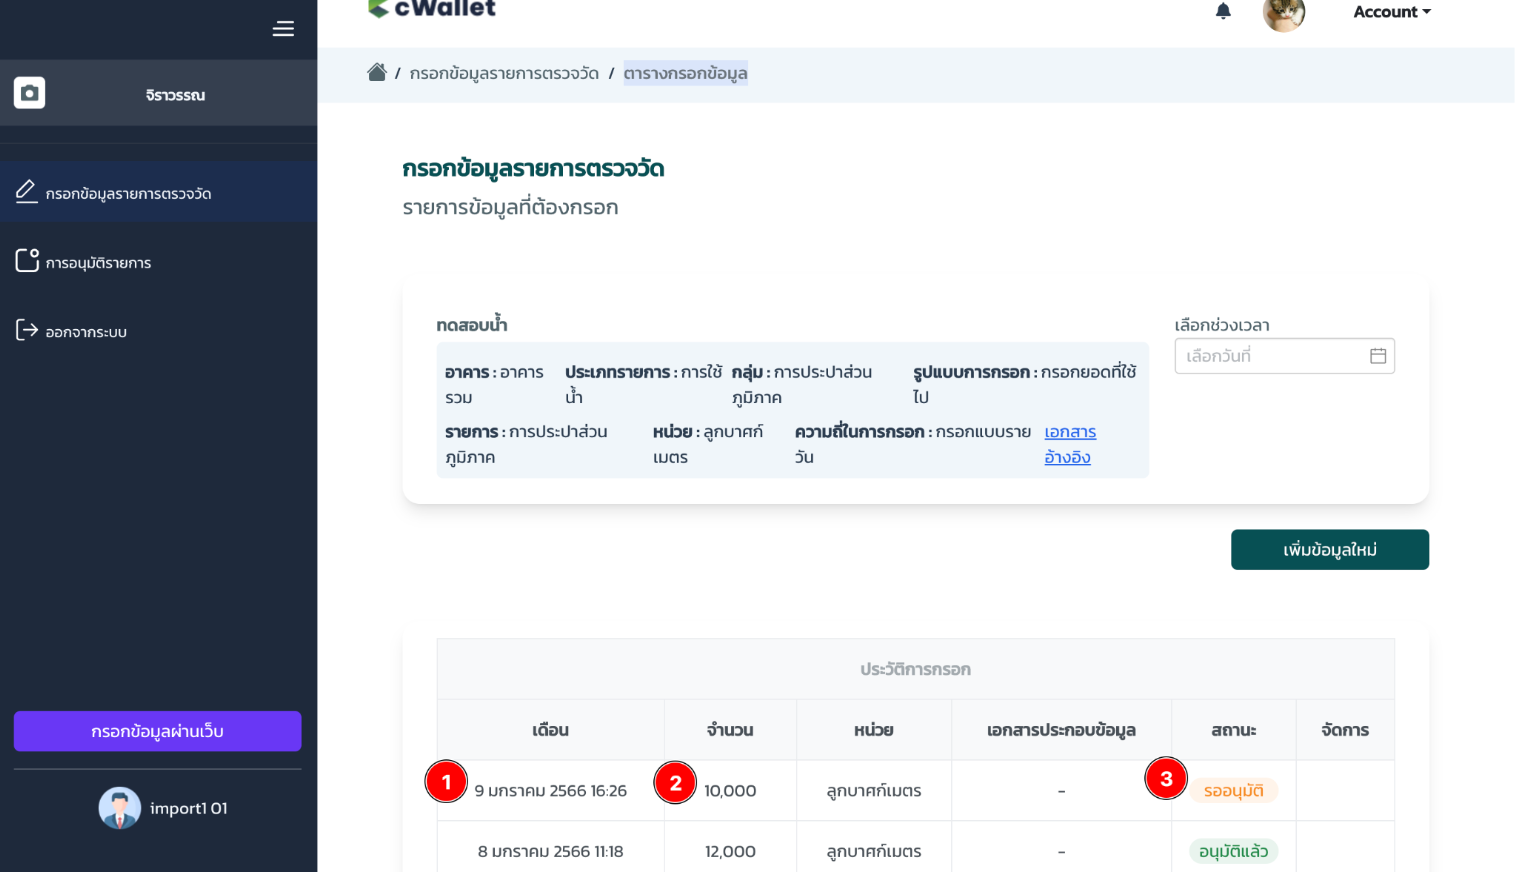 cWallet
Account
/ กรอกข้อมูลรายการตรวจวัด / ตารางกรอกข้อมูล
จิราวรรณ
กรอกข้อมูลรายการตรวจวัด
การอนุมัติรายการ
ออกจากระบบ
กรอกข้อมูลผ่านเว็บ
import1 01
กรอกข้อมูลรายการตรวจวัด
รายการข้อมูลที่ต้องกรอก
ทดสอบน้ำ
เลือกช่วงเวลา
เลือกวันที่
อาคาร : อาคาร ประเภทรายการ : การใช้ กลุ่ม : การประปาส่วน รูปแบบการกรอก : กรอกยอดที่ใช้
รวม น้ำ ภูมิภาค ไป
รายการ : การประปาส่วน หน่วย : ลูกบาศก์ ความถี่ในการกรอก : กรอกแบบราย เอกสาร
ภูมิภาค เมตร วัน อ้างอิง
เพิ่มข้อมูลใหม่
ประวัติการกรอก
เดือน จำนวน หน่วย เอกสารประกอบข้อมูล สถานะ จัดการ
1 9 มกราคม 2566 16:26 2 10,000 ลูกบาศก์เมตร - 3 รออนุมัติ
8 มกราคม 2566 11:18 12,000 ลูกบาศก์เมตร - อนุมัติแล้ว